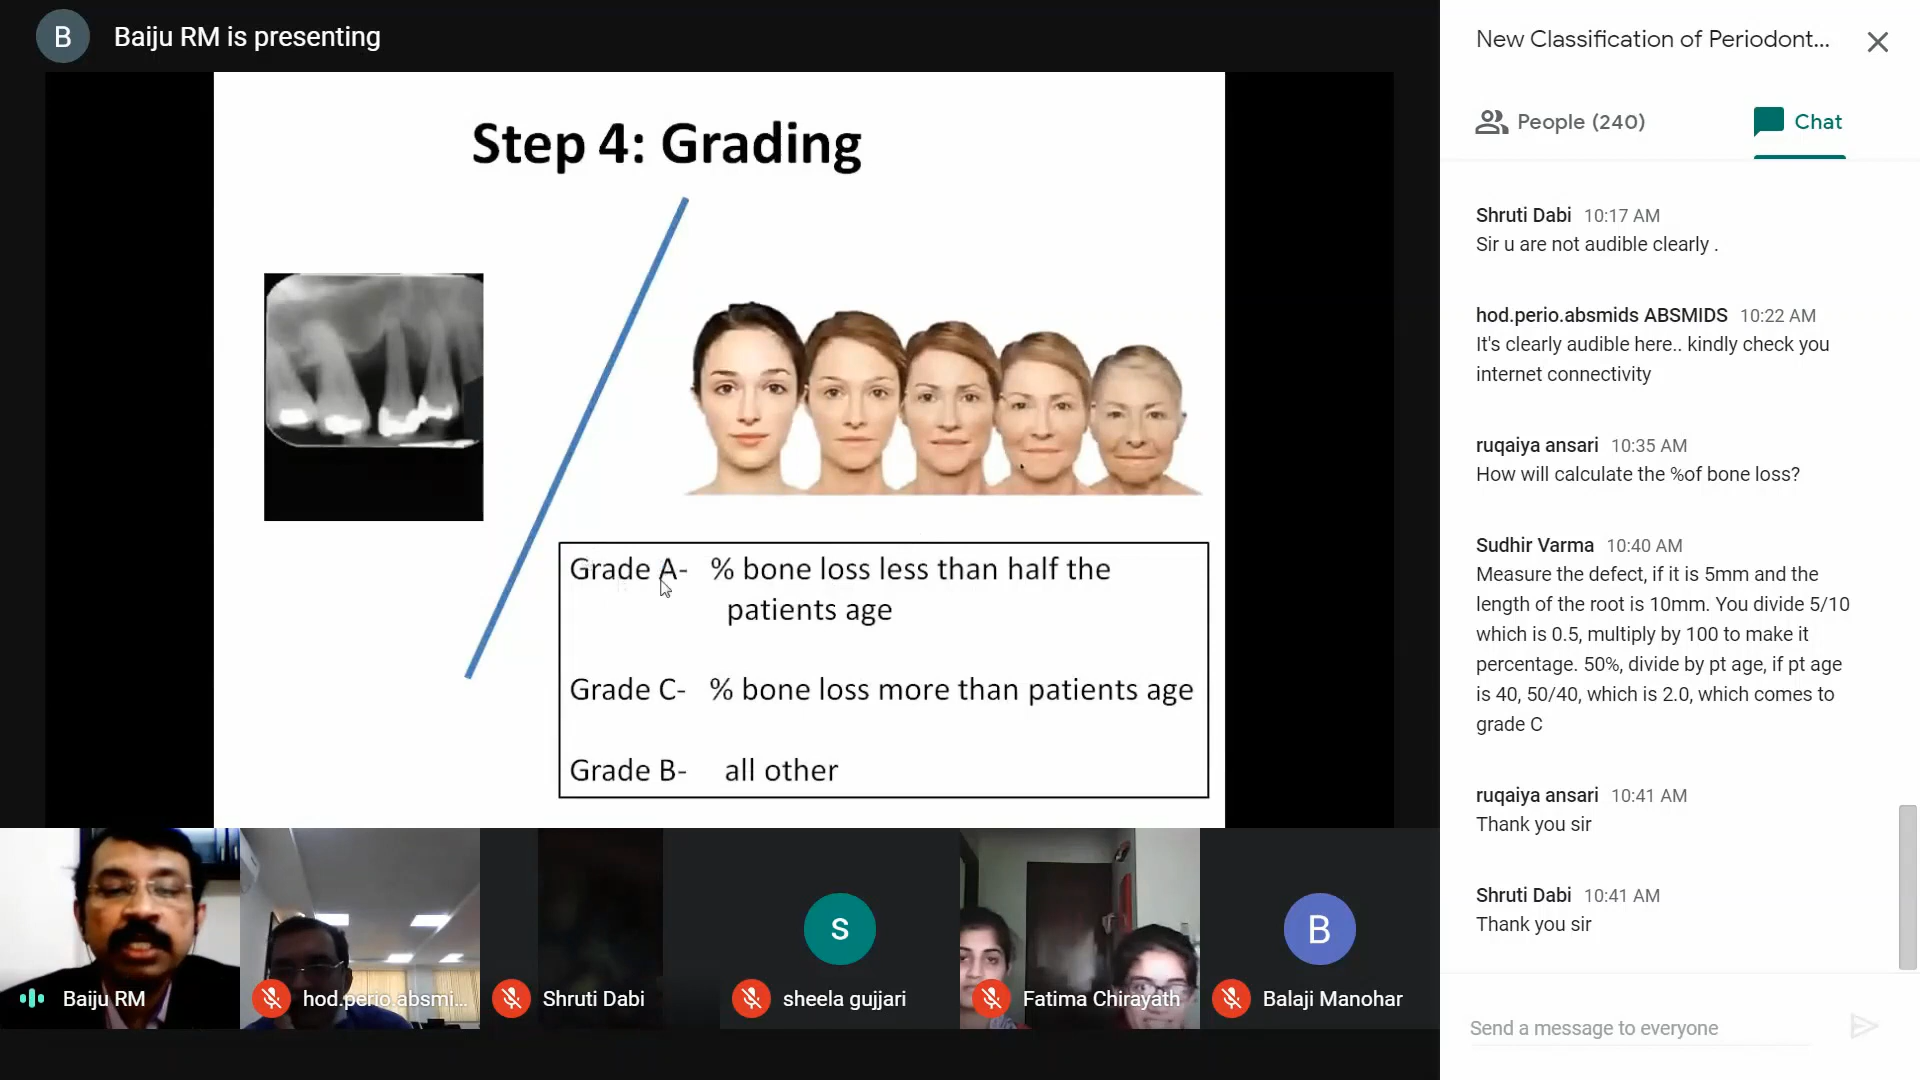 B
Baiju RM is presenting
Step 4: Grading
Grade A- % bone loss less than half the
patients age
Grade C- % bone loss more than patients age
Grade B- all other
Baiju RM
hod.perio.absmi...
Shruti Dabi
S
sheela gujjari
Fatima Chirayath
B
Balaji Manohar
New Classification of Periodont...
People (240)
Chat
Shruti Dabi 10:17 AM
Sir u are not audible clearly .
hod.perio.absmids ABSMIDS 10:22 AM
It's clearly audible here.. kindly check you
internet connectivity
ruqaiya ansari 10:35 AM
How will calculate the %of bone loss?
Sudhir Varma 10:40 AM
Measure the defect, if it is 5mm and the
length of the root is 10mm. You divide 5/10
which is 0.5, multiply by 100 to make it
percentage. 50%, divide by pt age, if pt age
is 40, 50/40, which is 2.0, which comes to
grade C
ruqaiya ansari 10:41 AM
Thank you sir
Shruti Dabi 10:41 AM
Thank you sir
Send a message to everyone